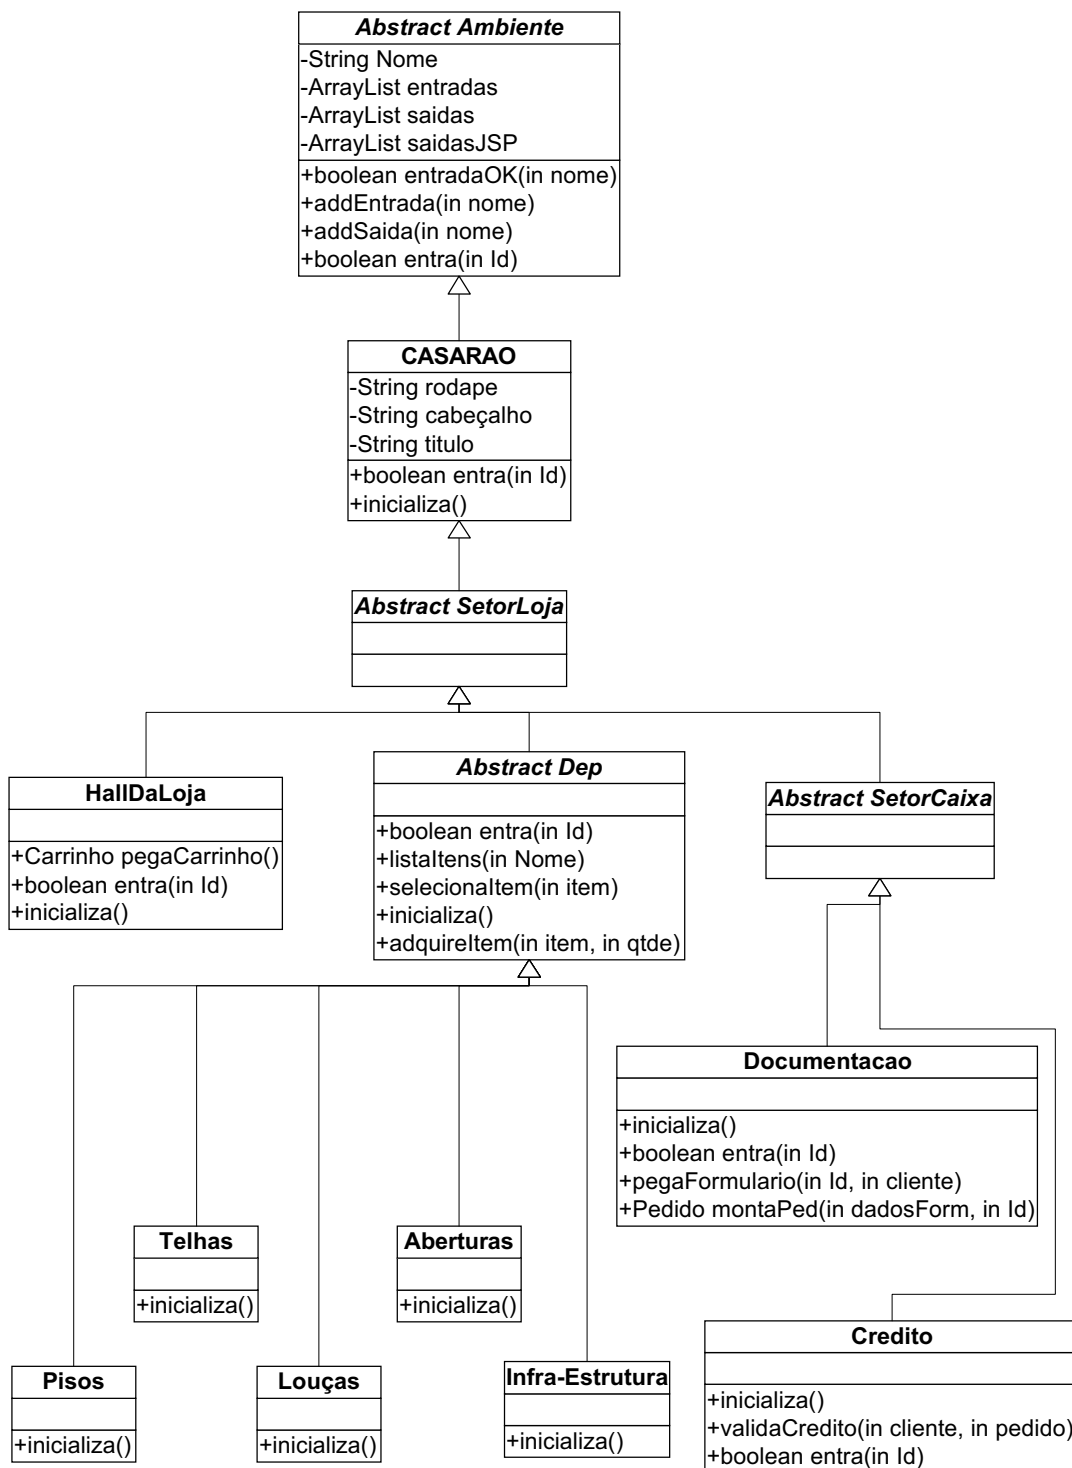 Abstract Ambiente
-String Nome
-ArrayList entradas
-ArrayList saidas
-ArrayList saidasJSP
+boolean entradaOK(in nome)
+addEntrada(in nome)
+addSaida(in nome)
+boolean entra(in Id)
CASARAO
-String rodape
-String cabeçalho
-String titulo
+boolean entra(in Id)
+inicializa()
Abstract SetorLoja
HallDaLoja
+Carrinho pegaCarrinho()
+boolean entra(in Id)
+inicializa()
Abstract Dep
+boolean entra(in Id)
+listaItens(in Nome)
+selecionaItem(in item)
+inicializa()
+adquireItem(in item, in qtde)
Abstract SetorCaixa
Documentacao
+inicializa()
+boolean entra(in Id)
+pegaFormulario(in Id, in cliente)
+Pedido montaPed(in dadosForm, in Id)
Telhas
+inicializa()
Aberturas
+inicializa()
Pisos
+inicializa()
Louças
+inicializa()
Infra-Estrutura
+inicializa()
Credito
+inicializa()
+validaCredito(in cliente, in pedido)
+boolean entra(in Id)